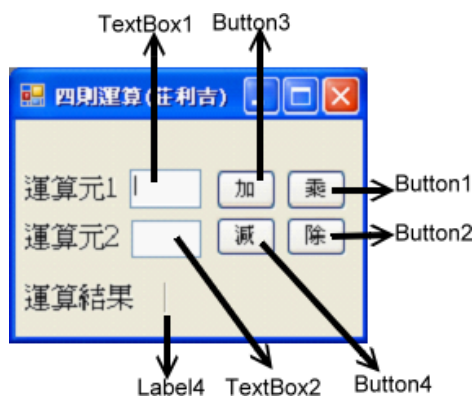 TextBox1 Button3
四則運算(莊利吉)
運算元1 加 乘 Button1
運算元2 減 除 Button2
運算結果
Label4 TextBox2 Button4